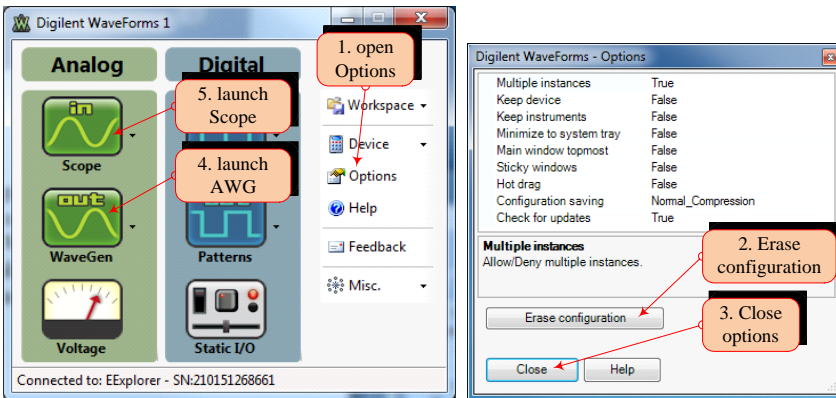 Digilent WaveForms 1
Analog
Digital
1. open
Options
5. launch
Scope
in
Workspace
Scope
Device
4. launch
AWG
Options
out
Help
WaveGen
Patterns
Feedback
Misc.
Voltage
Static I/O
Connected to: EExplorer - SN:210151268661
Digilent WaveForms - Options
Multiple instances True
Keep device False
Keep instruments False
Minimize to system tray False
Main window topmost False
Sticky windows False
Hot drag False
Configuration saving Normal_Compression
Check for updates True
Multiple instances
Allow/Deny multiple instances.
2. Erase
configuration
Erase configuration
3. Close
options
Close Help